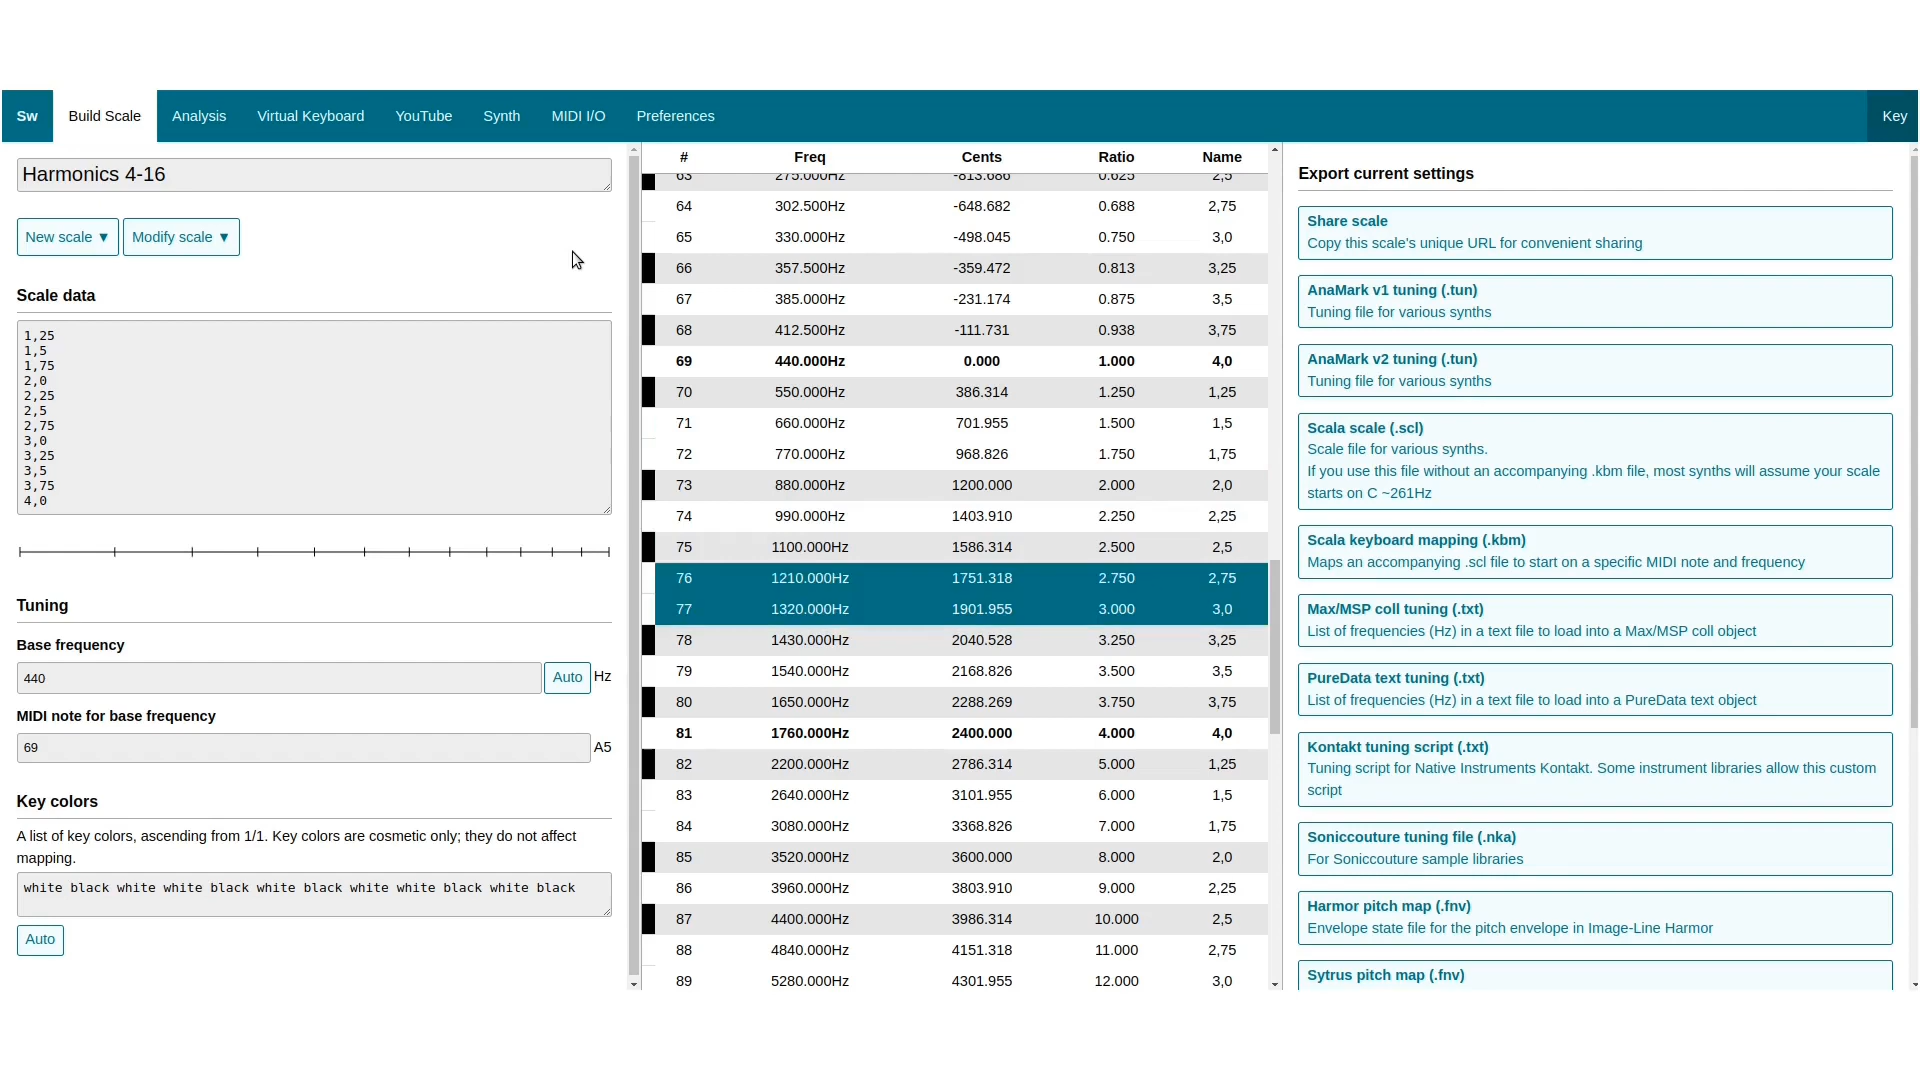 Sw Build Scale Analysis Virtual Keyboard YouTube Synth MIDI I/O Preferences Key
Harmonics 4-16
New scale ▼ Modify scale ▼
Scale data
1,25
1,5
1,75
2,0
2,25
2,5
2,75
3,0
3,25
3,5
3,75
4,0
Tuning
Base frequency
440 Auto Hz
MIDI note for base frequency
69 A5
Key colors
A list of key colors, ascending from 1/1. Key colors are cosmetic only; they do not affect
mapping.
white black white white black white black white white black white black
Auto
# Freq Cents Ratio Name
63 275.000Hz -813.686 0.625 2,5
64 302.500Hz -648.682 0.688 2,75
65 330.000Hz -498.045 0.750 3,0
66 357.500Hz -359.472 0.813 3,25
67 385.000Hz -231.174 0.875 3,5
68 412.500Hz -111.731 0.938 3,75
69 440.000Hz 0.000 1.000 4,0
70 550.000Hz 386.314 1.250 1,25
71 660.000Hz 701.955 1.500 1,5
72 770.000Hz 968.826 1.750 1,75
73 880.000Hz 1200.000 2.000 2,0
74 990.000Hz 1403.910 2.250 2,25
75 1100.000Hz 1586.314 2.500 2,5
76 1210.000Hz 1751.318 2.750 2,75
77 1320.000Hz 1901.955 3.000 3,0
78 1430.000Hz 2040.528 3.250 3,25
79 1540.000Hz 2168.826 3.500 3,5
80 1650.000Hz 2288.269 3.750 3,75
81 1760.000Hz 2400.000 4.000 4,0
82 2200.000Hz 2786.314 5.000 1,25
83 2640.000Hz 3101.955 6.000 1,5
84 3080.000Hz 3368.826 7.000 1,75
85 3520.000Hz 3600.000 8.000 2,0
86 3960.000Hz 3803.910 9.000 2,25
87 4400.000Hz 3986.314 10.000 2,5
88 4840.000Hz 4151.318 11.000 2,75
89 5280.000Hz 4301.955 12.000 3,0
Export current settings
Share scale
Copy this scale's unique URL for convenient sharing
AnaMark v1 tuning (.tun)
Tuning file for various synths
AnaMark v2 tuning (.tun)
Tuning file for various synths
Scala scale (.scl)
Scale file for various synths.
If you use this file without an accompanying .kbm file, most synths will assume your scale
starts on C ~261Hz
Scala keyboard mapping (.kbm)
Maps an accompanying .scl file to start on a specific MIDI note and frequency
Max/MSP coll tuning (.txt)
List of frequencies (Hz) in a text file to load into a Max/MSP coll object
PureData text tuning (.txt)
List of frequencies (Hz) in a text file to load into a PureData text object
Kontakt tuning script (.txt)
Tuning script for Native Instruments Kontakt. Some instrument libraries allow this custom
script
Soniccouture tuning file (.nka)
For Soniccouture sample libraries
Harmor pitch map (.fnv)
Envelope state file for the pitch envelope in Image-Line Harmor
Sytrus pitch map (.fnv)